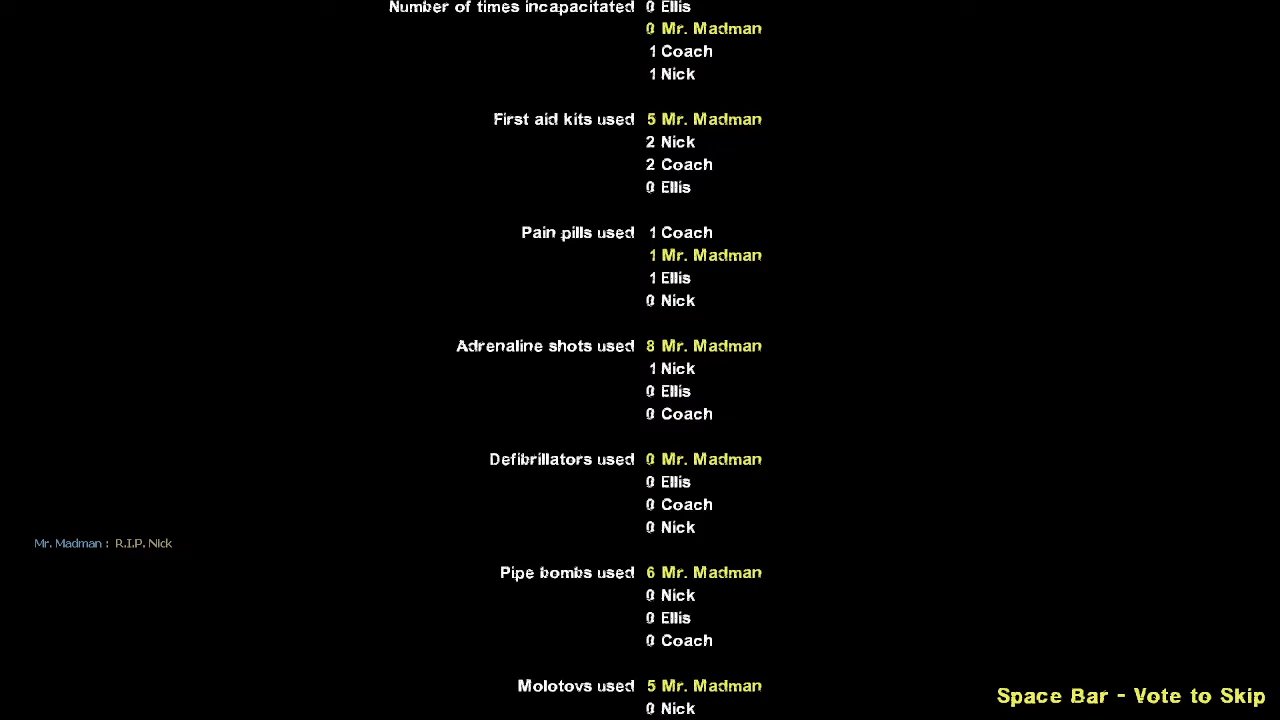 Number of times incapacitated 0 Ellis
0 Mr. Madman
1 Coach
1 Nick
First aid kits used 5 Mr. Madman
2 Nick
2 Coach
0 Ellis
Pain pills used 1 Coach
1 Mr. Madman
1 Ellis
0 Nick
Adrenaline shots used 8 Mr. Madman
1 Nick
0 Ellis
0 Coach
Defibrillators used 0 Mr. Madman
0 Ellis
0 Coach
0 Nick
Mr. Madman : R.I.P. Nick
Pipe bombs used 6 Mr. Madman
0 Nick
0 Ellis
0 Coach
Molotovs used 5 Mr. Madman
0 Nick
Space Bar - Vote to Skip